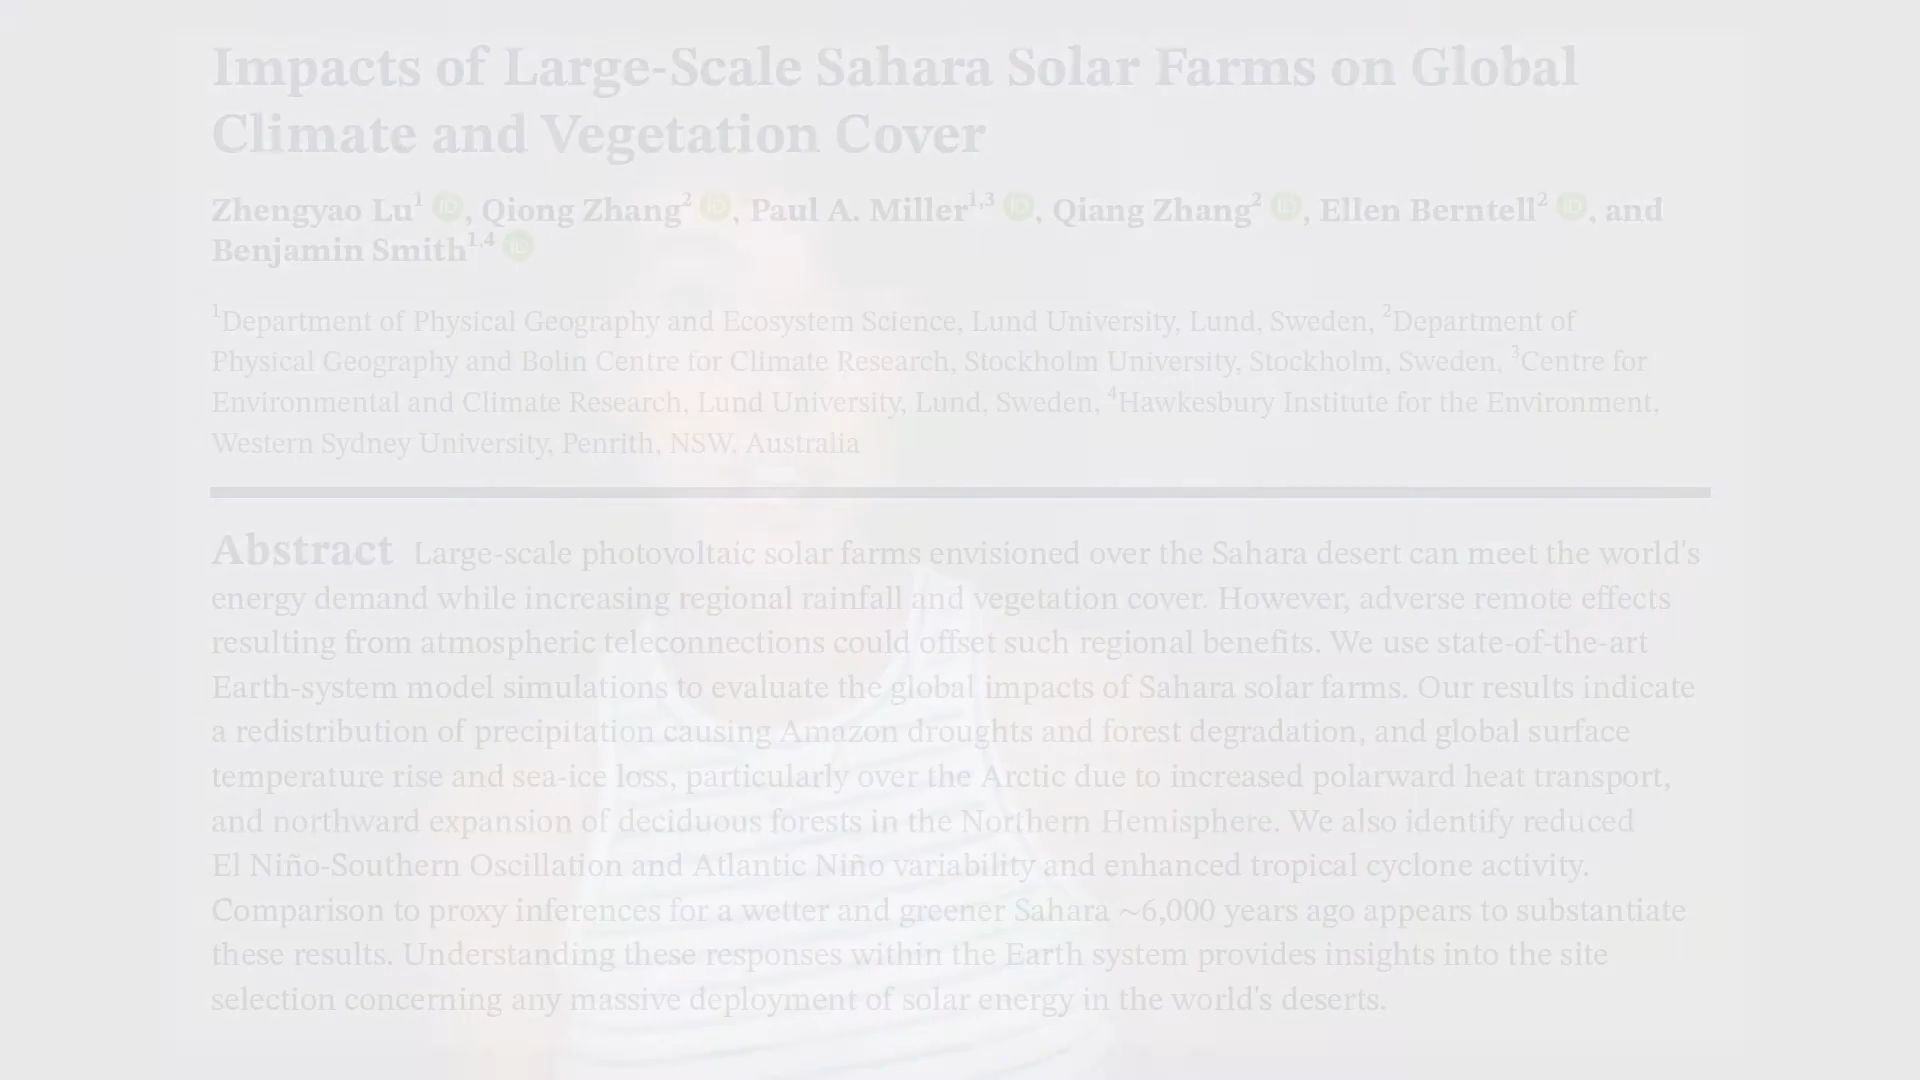 Impacts of Large-Scale Sahara Solar Farms on Global
Climate and Vegetation Cover
Zhengyao Lu1 iD, Qiong Zhang2 iD, Paul A. Miller1,3 iD, Qiang Zhang2 iD, Ellen Berntell2 iD, and
Benjamin Smith1,4 iD
1Department of Physical Geography and Ecosystem Science, Lund University, Lund, Sweden, 2Department of
Physical Geography and Bolin Centre for Climate Research, Stockholm University, Stockholm, Sweden, 3Centre for
Environmental and Climate Research, Lund University, Lund, Sweden, 4Hawkesbury Institute for the Environment,
Western Sydney University, Penrith, NSW, Australia
Abstract Large-scale photovoltaic solar farms envisioned over the Sahara desert can meet the world's
energy demand while increasing regional rainfall and vegetation cover. However, adverse remote effects
resulting from atmospheric teleconnections could offset such regional benefits. We use state-of-the-art
Earth-system model simulations to evaluate the global impacts of Sahara solar farms. Our results indicate
a redistribution of precipitation causing Amazon droughts and forest degradation, and global surface
temperature rise and sea-ice loss, particularly over the Arctic due to increased polarward heat transport,
and northward expansion of deciduous forests in the Northern Hemisphere. We also identify reduced
El Niño-Southern Oscillation and Atlantic Niño variability and enhanced tropical cyclone activity.
Comparison to proxy inferences for a wetter and greener Sahara ~6,000 years ago appears to substantiate
these results. Understanding these responses within the Earth system provides insights into the site
selection concerning any massive deployment of solar energy in the world's deserts.